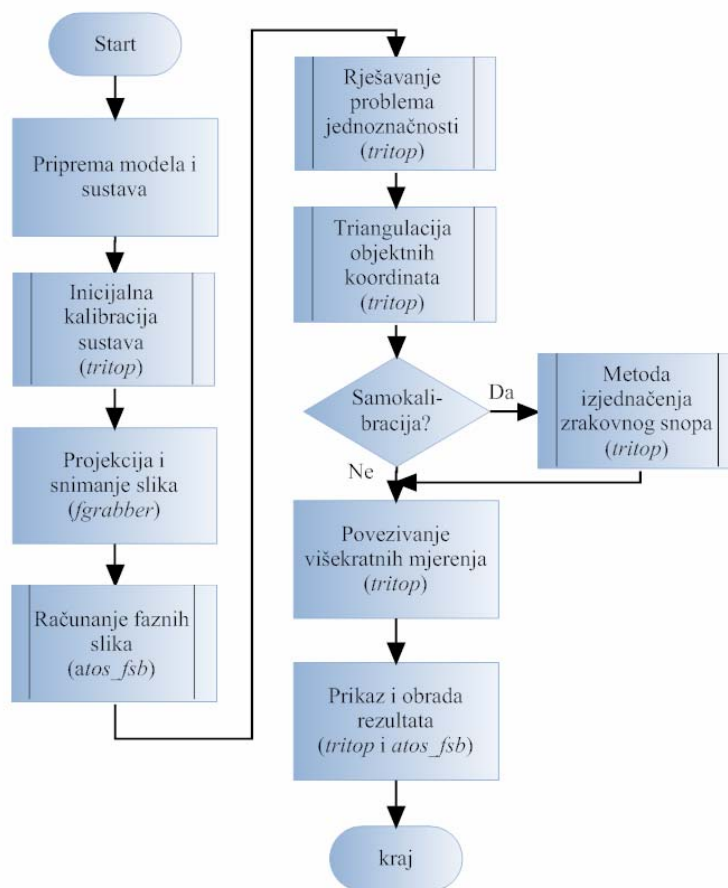 Start
Priprema modela i
sustava
Inicijalna
kalibracija
sustava
(tritop)
Projekcija i
snimanje slika
(fgrabber)
Računanje faznih
slika
(atos_fsb)
Rješavanje
problema
jednoznačnosti
(tritop)
Triangulacija
objektnih
koordinata
(tritop)
Samokali-
bracija?
Da
Metoda
izjednačenja
zrakovnog snopa
(tritop)
Ne
Povezivanje
višekratnih mjerenja
(tritop)
Prikaz i obrada
rezultata
(tritop i atos_fsb)
kraj